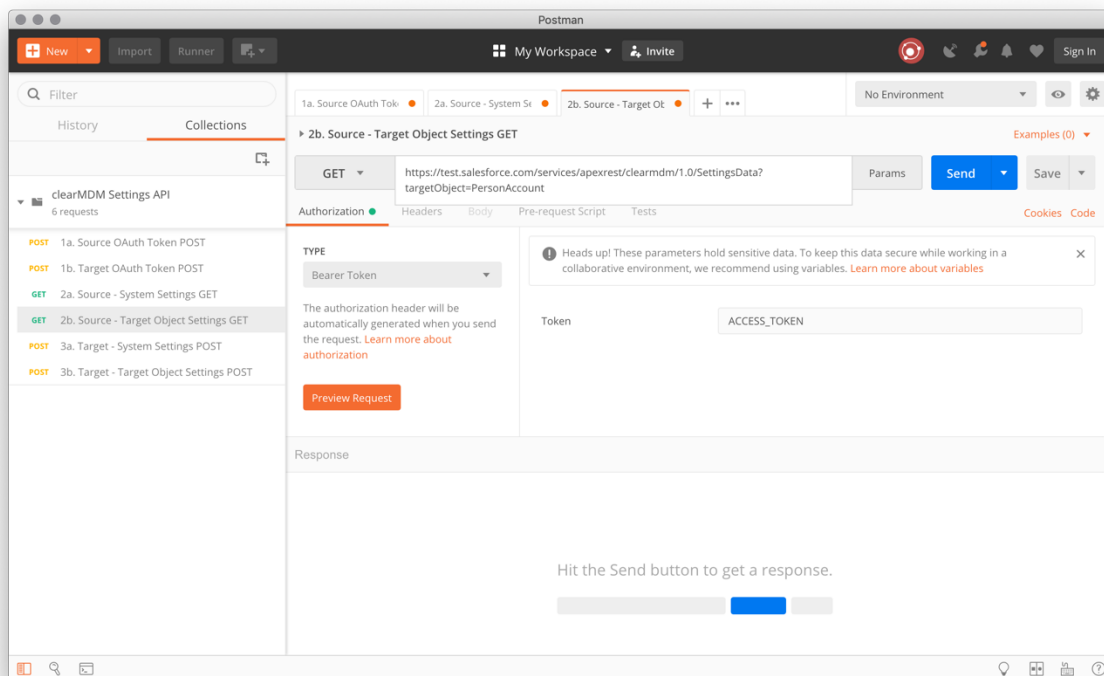 Postman
New
Import
Runner
My Workspace
Invite
Sign In
Filter
History
Collections
clearMDM Settings API
6 requests
POST 1a. Source OAuth Token POST
POST 1b. Target OAuth Token POST
GET 2a. Source - System Settings GET
GET 2b. Source - Target Object Settings GET
POST 3a. Target - System Settings POST
POST 3b. Target - Target Object Settings POST
1a. Source OAuth Tok
2a. Source - System Se
2b. Source - Target Ob
No Environment
2b. Source - Target Object Settings GET
Examples (0)
GET
https://test.salesforce.com/services/apexrest/clearmdm/1.0/SettingsData?
targetObject=PersonAccount
Params
Send
Save
Authorization
Headers
Body
Pre-request Script
Tests
Cookies Code
TYPE
Bearer Token
The authorization header will be
automatically generated when you send
the request. Learn more about
authorization
Preview Request
Heads up! These parameters hold sensitive data. To keep this data secure while working in a
collaborative environment, we recommend using variables. Learn more about variables
Token
ACCESS_TOKEN
Response
Hit the Send button to get a response.